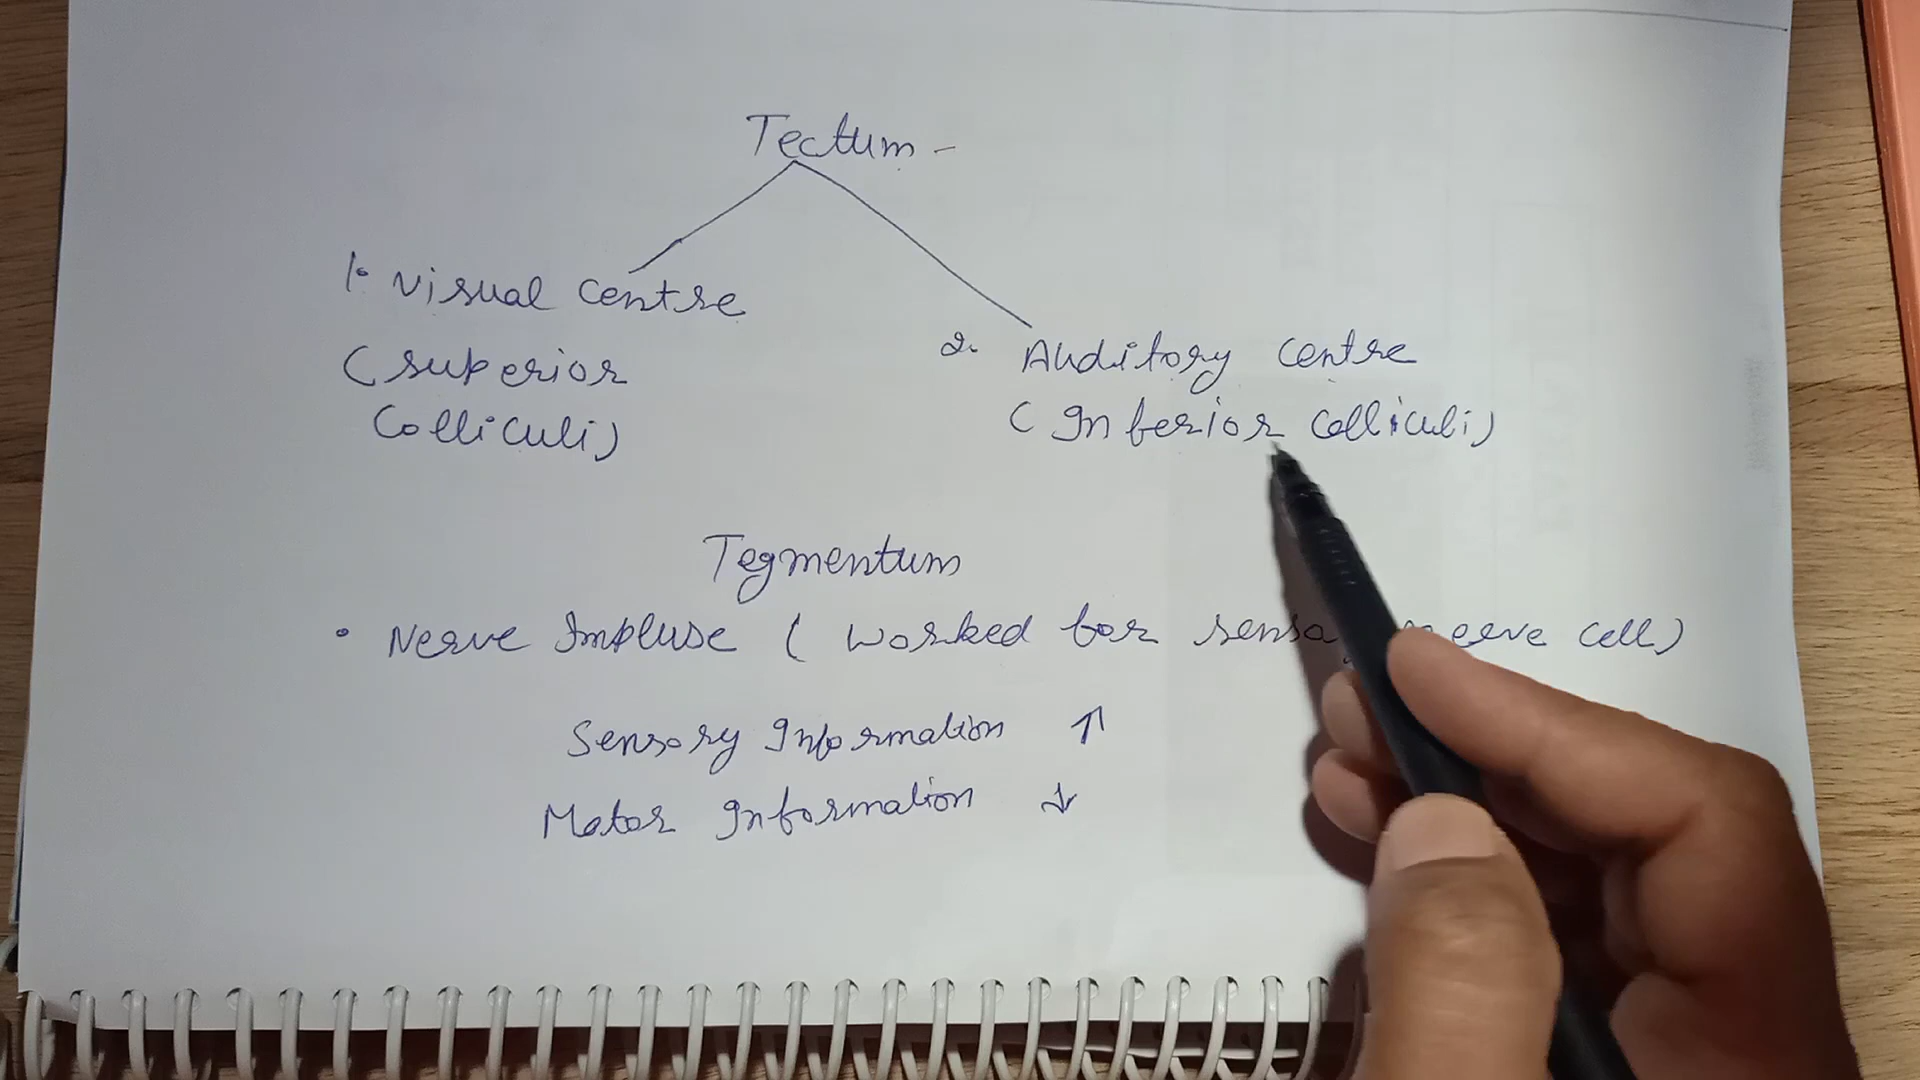 Tectum -
1. Visual Centre
(superior
Colliculi)
2. Auditory Centre
(Inferior Colliculi)
Tegmentum
• Nerve Impluse (worked for cell)
Sensory Information ↑
Motor Information ↓